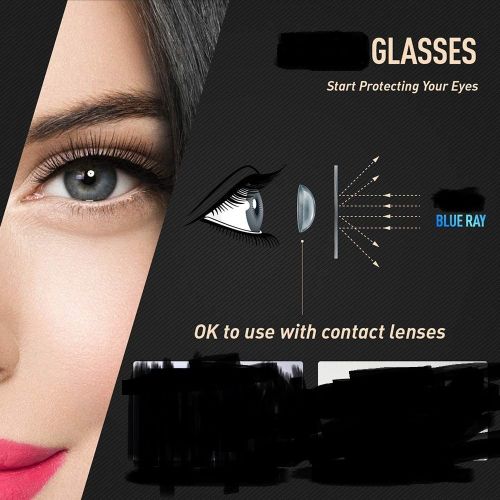 GLASSES
Start Protecting Your Eyes
BLUE RAY
OK to use with contact lenses